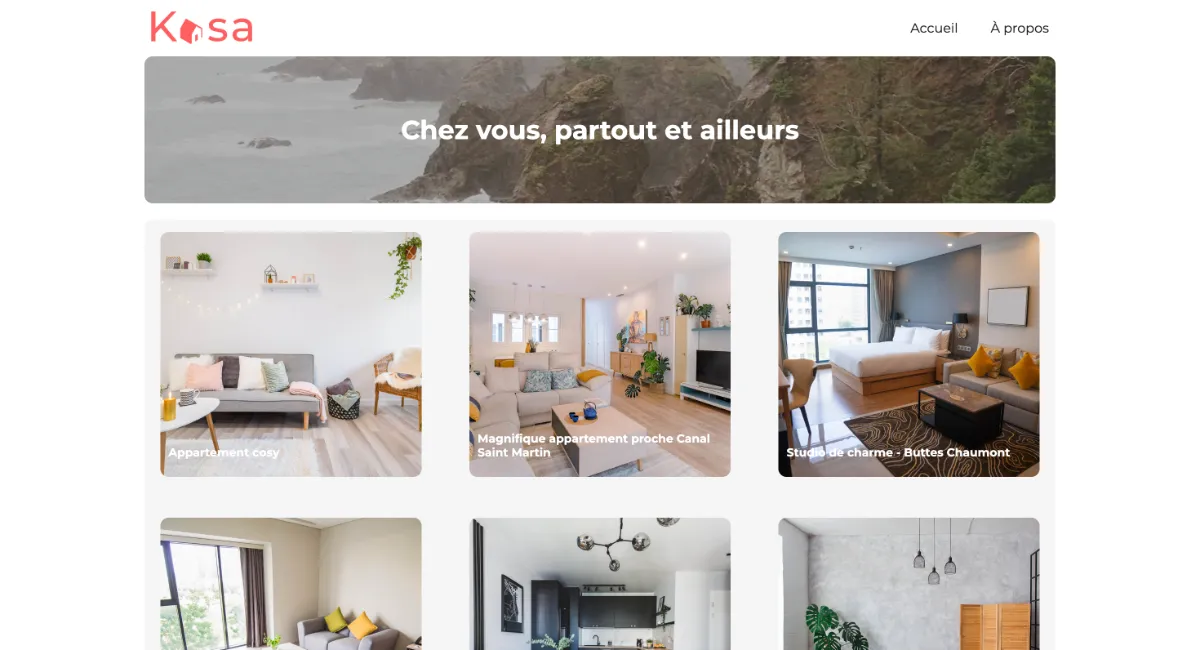 Kasa
Accueil
À propos
Chez vous, partout et ailleurs
Appartement cosy
Magnifique appartement proche Canal
Saint Martin
Studio de charme - Buttes Chaumont